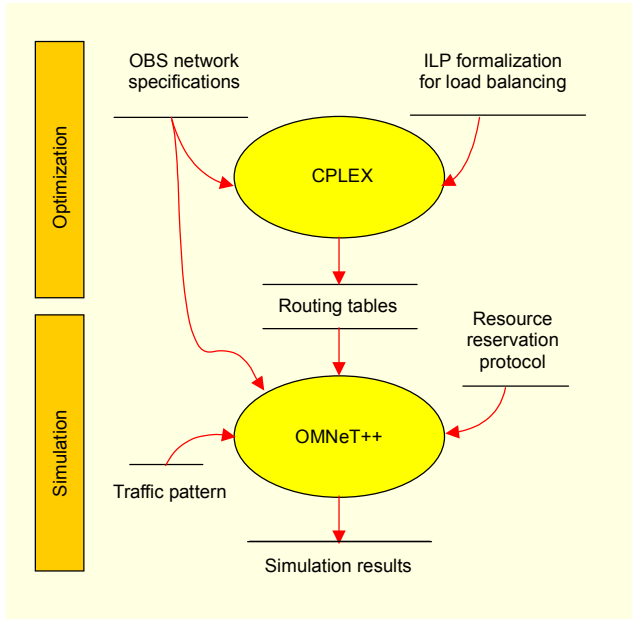 OBS network
specifications
ILP formalization
for load balancing
Optimization
CPLEX
Routing tables
Resource
reservation
protocol
Simulation
OMNeT++
Traffic pattern
Simulation results